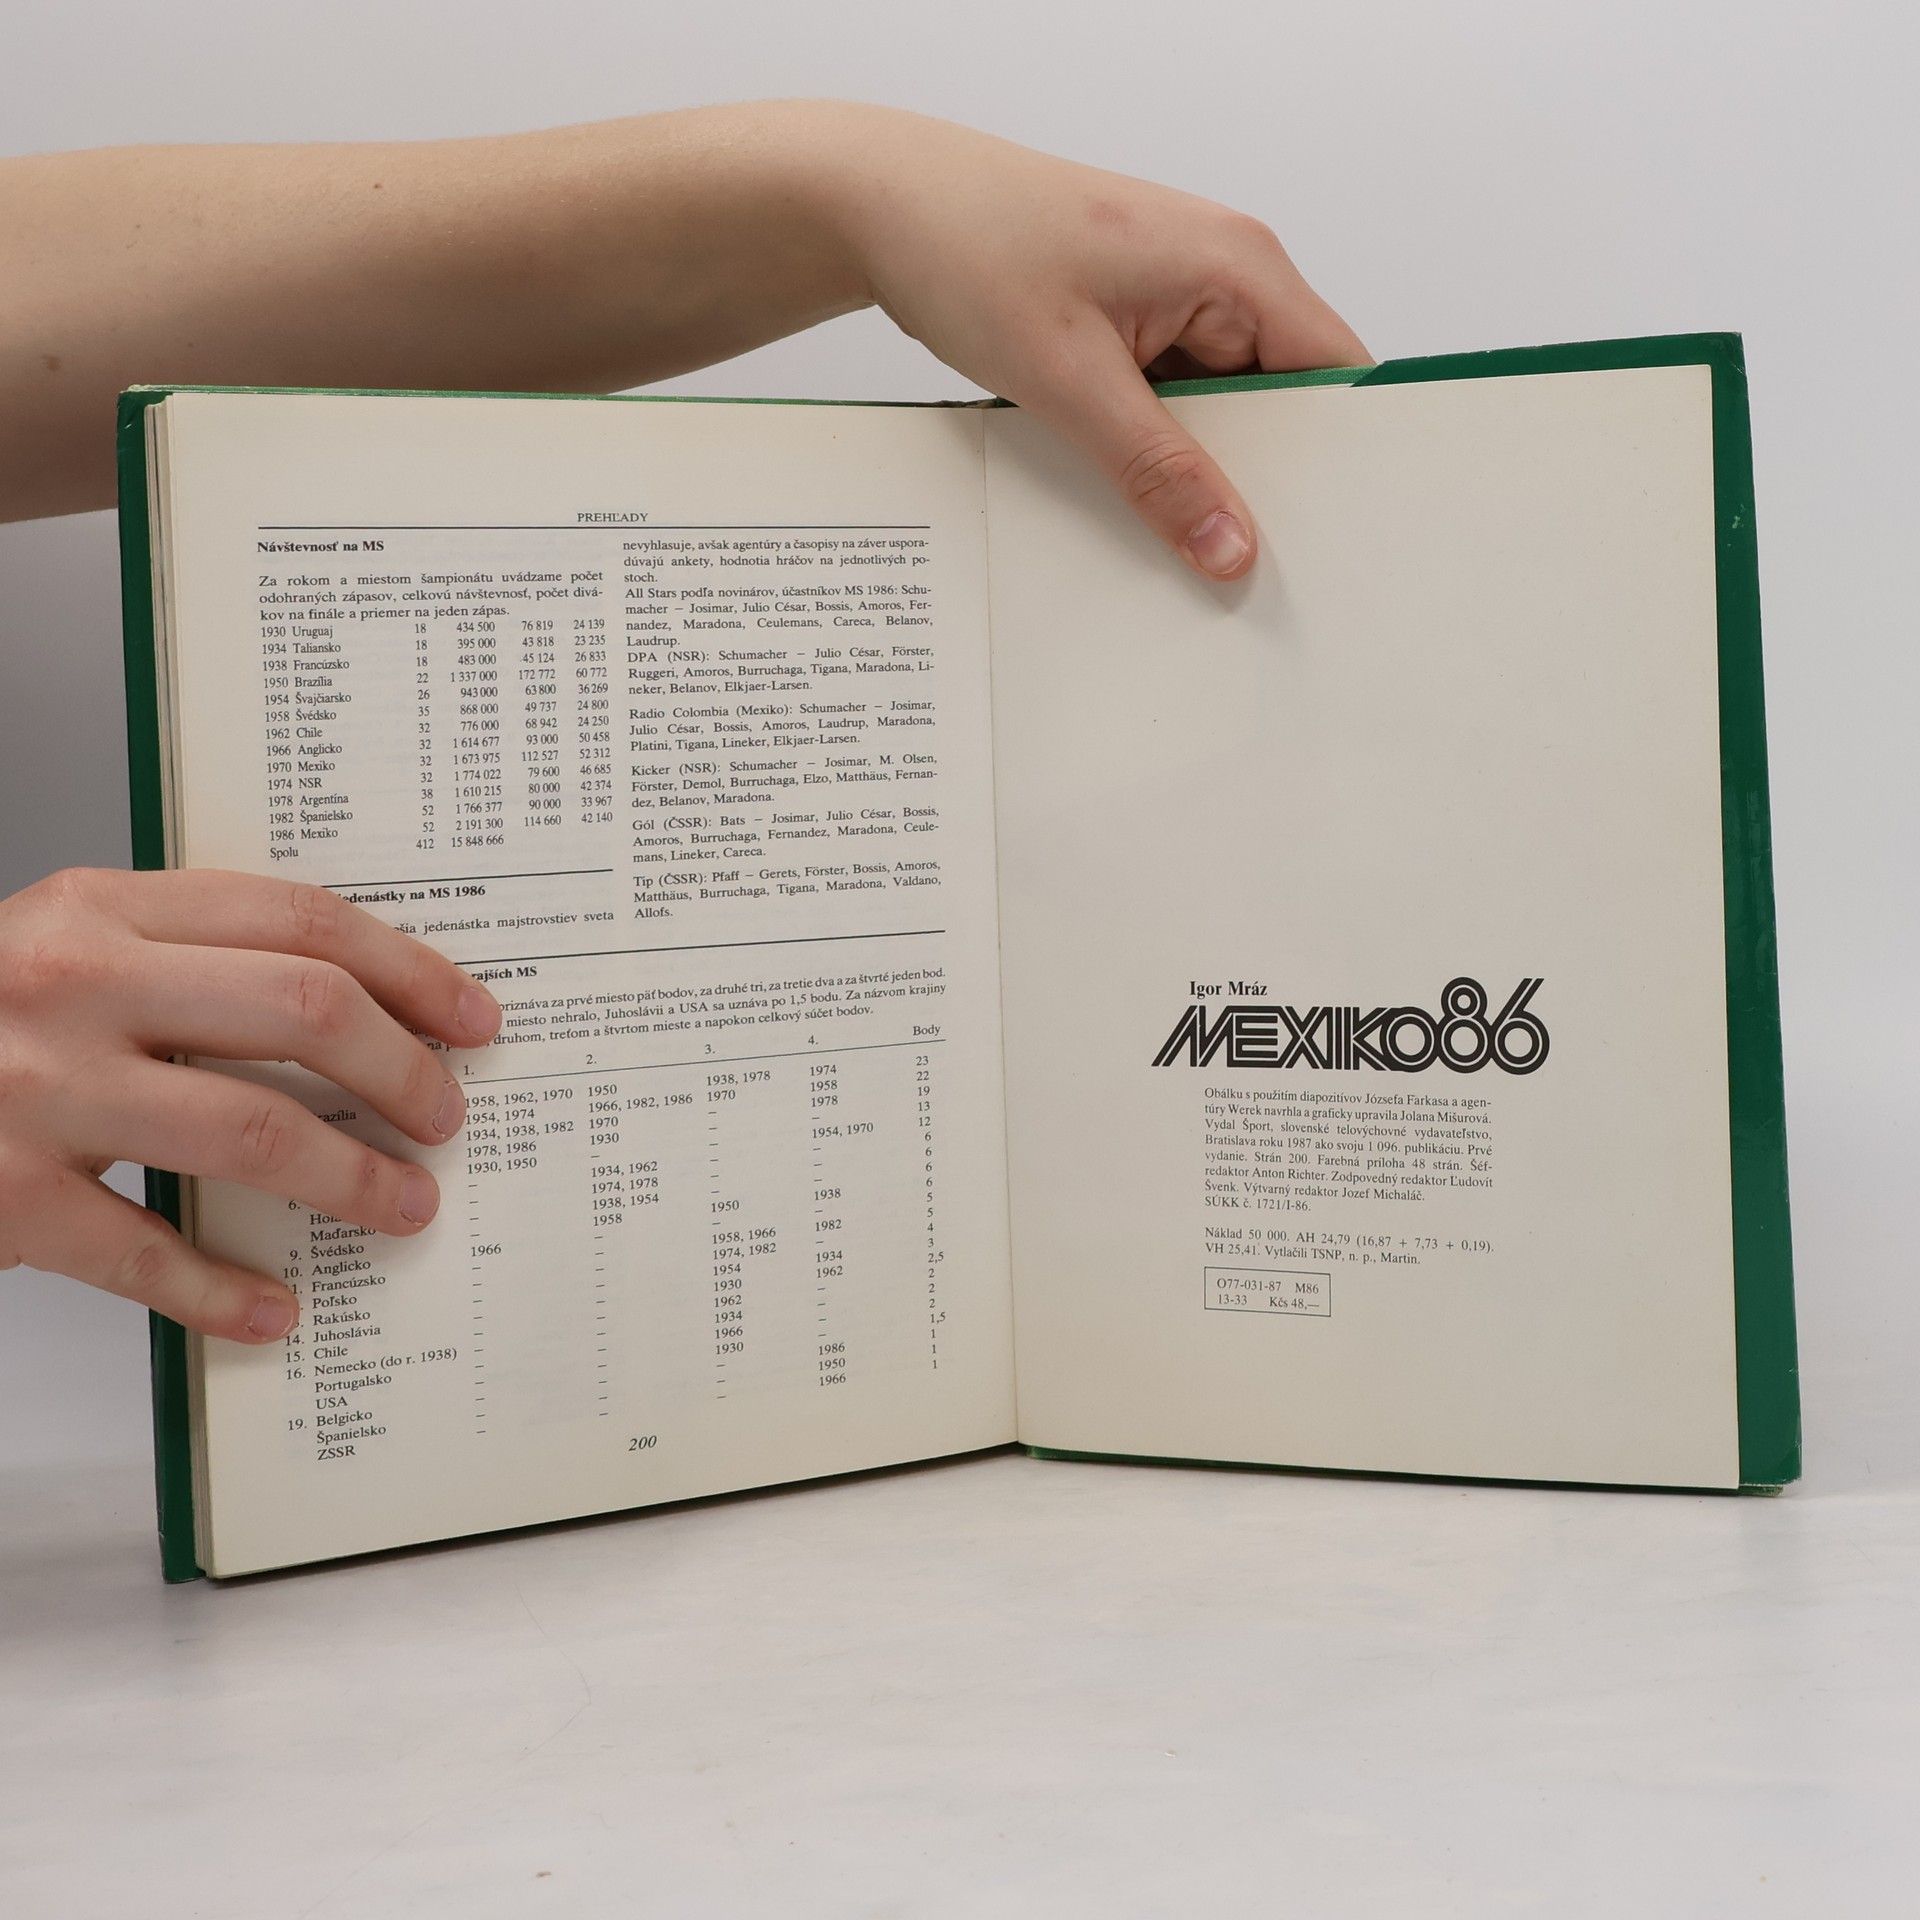 PREHĽADY
Návštevnosť na MS
Za rokom a miestom šampionátu uvádzame počet
odohraných zápasov, celkovú návštevnosť, počet divá-
kov na finále a priemer na jeden zápas.
1930 Uruguaj 18 434 500 76 819 24 139
1934 Taliansko 18 395 000 43 818 23 235
1938 Francúzsko 18 483 000 45 124 26 833
1950 Brazília 22 1 337 000 172 772 60 772
1954 Švajčiarsko 26 943 000 63 800 36 269
1958 Švédsko 35 868 000 49 737 24 800
1962 Chile 32 776 000 68 942 24 250
1966 Anglicko 32 1 614 677 93 000 50 458
1970 Mexiko 32 1 673 975 112 527 52 312
1974 NSR 38 1 774 022 79 600 46 685
1978 Argentína 38 1 610 215 80 000 42 374
1982 Španielsko 52 1 766 377 90 000 33 967
1986 Mexiko 52 2 191 300 114 660 42 140
Spolu 412 15 848 666
jedenástky na MS 1986
jedenástka majstrovstiev sveta
nevyhlasuje, avšak agentúry a časopisy na záver uspora-
dúvajú ankety, hodnotia hráčov na jednotlivých po-
stoch.
All Stars podľa novinárov, účastníkov MS 1986: Schu-
macher – Josimar, Julio César, Bossis, Amoros, Fer-
nandez, Maradona, Ceulemans, Careca, Belanov,
Laudrup.
DPA (NSR): Schumacher – Julio César, Förster,
Ruggeri, Amoros, Burruchaga, Tigana, Maradona, Li-
neker, Belanov, Elkjaer-Larsen.
Radio Colombia (Mexiko): Schumacher – Josimar,
Julio César, Bossis, Amoros, Laudrup, Maradona,
Platini, Tigana, Lineker, Elkjaer-Larsen.
Kicker (NSR): Schumacher – Josimar, M. Olsen,
Förster, Demol, Burruchaga, Elzo, Matthäus, Fernan-
dez, Belanov, Maradona.
Gól (ČSSR): Bats – Josimar, Julio César, Bossis,
Amoros, Burruchaga, Fernandez, Maradona, Ceule-
mans, Lineker, Careca.
Tip (ČSSR): Pfaff – Gerets, Förster, Bossis, Amoros,
Matthäus, Burruchaga, Tigana, Maradona, Valdano,
Allofs.
MS
za prvé miesto päť bodov, za druhé tri, za tretie dva a za štvrté jeden bod.
miesto nehralo, Juhoslávii a USA sa uznáva po 1,5 bodu. Za názvom krajiny
druhom, treťom a štvrtom mieste a napokon celkový súčet bodov.
1. 2. 3. 4. Body
1958, 1962, 1970 1950 1938, 1978 1974 23
1954, 1974 1966, 1982, 1986 1970 1958 22
1934, 1938, 1982 1970 – 1978 19
1978, 1986 1930 – – 13
1930, 1950 – – 1954, 1970 12
6. – 1934, 1962 – – 6
– 1974, 1978 – – 6
Maďarsko – 1938, 1954 – – 6
9. Švédsko – 1958 1950 1938 6
10. Anglicko 1966 – – – 5
Francúzsko – – 1958, 1986 1982 5
Poľsko – – 1974, 1982 – 4
Rakúsko – – 1954 1934 3
14. Juhoslávia – – 1930 1962 2,5
15. Chile – – 1962 – 2
16. Nemecko (do r. 1938) – – 1934 – 2
Portugalsko – – 1966 – 2
USA – – 1930 – 1,5
19. Belgicko – – – 1986 1
Španielsko – – – 1950 1
ZSSR – – – 1966 1
200
Igor Mráz
MEXIKO86
Obálku s použitím diapozitívov Józsefa Farkasa a agen-
túry Werek navrhla a graficky upravila Jolana Mišurová.
Vydal Šport, slovenské telovýchovné vydavateľstvo,
Bratislava roku 1987 ako svoju 1 096. publikáciu. Prvé
vydanie. Strán 200. Farebná príloha 48 strán. Šéf-
redaktor Anton Richter. Zodpovedný redaktor Ľudovít
Švenk. Výtvarný redaktor Jozef Michaláč.
SÚKK č. 1721/I-86.
Náklad 50 000. AH 24,79 (16,87 + 7,73 + 0,19).
VH 25,41. Vytlačili TSNP, n. p., Martin.
O77-031-87 M86
13-33 Kčs 48,—